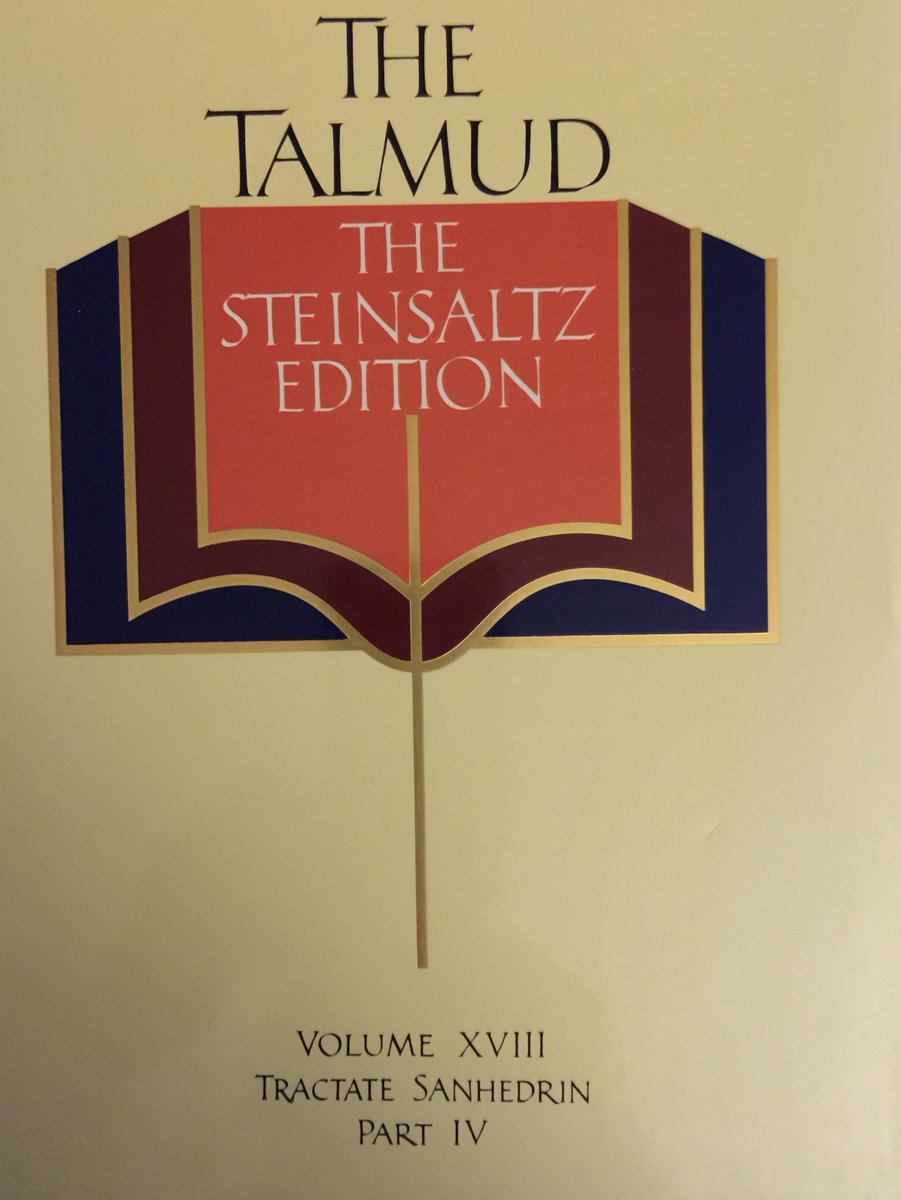 THE
TALMUD
THE
STEINSALTZ
EDITION
VOLUME XVIII
TRACTATE SANHEDRIN
PART IV